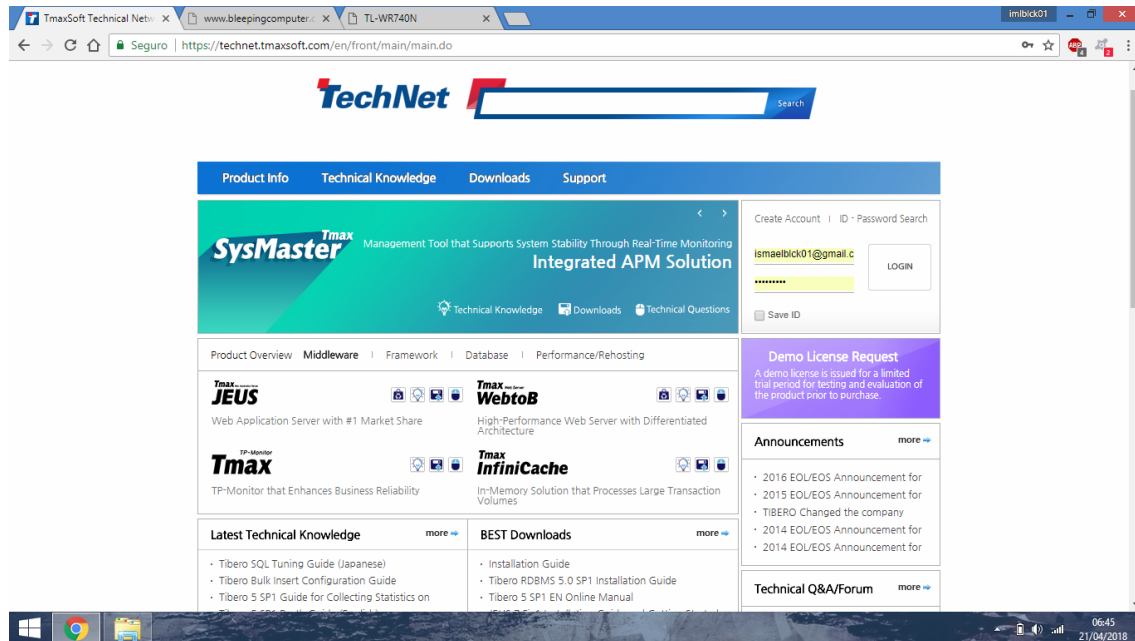 TmaxSoft Technical Netw
www.bleepingcomputer.c
TL-WR740N
imlbick01
Seguro
https://technet.tmaxsoft.com/en/front/main/main.do
ABP
4
2
TechNet
Search
Product Info
Technical Knowledge
Downloads
Support
Tmax
SysMaster
Management Tool that Supports System Stability Through Real-Time Monitoring
Integrated APM Solution
Technical Knowledge
Downloads
Technical Questions
Create Account
ID · Password Search
ismaelblck01@gmail.c
•••••••••
LOGIN
Save ID
Product Overview Middleware | Framework | Database | Performance/Rehosting
Tmax
JEUS
Web Application Server with #1 Market Share
Tmax
WebtoB
High-Performance Web Server with Differentiated
Architecture
TP-Monitor
Tmax
TP-Monitor that Enhances Business Reliability
Tmax
InfiniCache
In-Memory Solution that Processes Large Transaction
Volumes
Demo License Request
A demo license is issued for a limited
trial period for testing and evaluation of
the product prior to purchase.
Announcements
more
· 2016 EOL/EOS Announcement for
· 2015 EOL/EOS Announcement for
· TIBERO Changed the company
· 2014 EOL/EOS Announcement for
· 2014 EOL/EOS Announcement for
Latest Technical Knowledge
more
· Tibero SQL Tuning Guide (Japanese)
· Tibero Bulk Insert Configuration Guide
· Tibero 5 SP1 Guide for Collecting Statistics on
BEST Downloads
more
· Installation Guide
· Tibero RDBMS 5.0 SP1 Installation Guide
· Tibero 5 SP1 EN Online Manual
Technical Q&A/Forum
more
06:45
21/04/2018